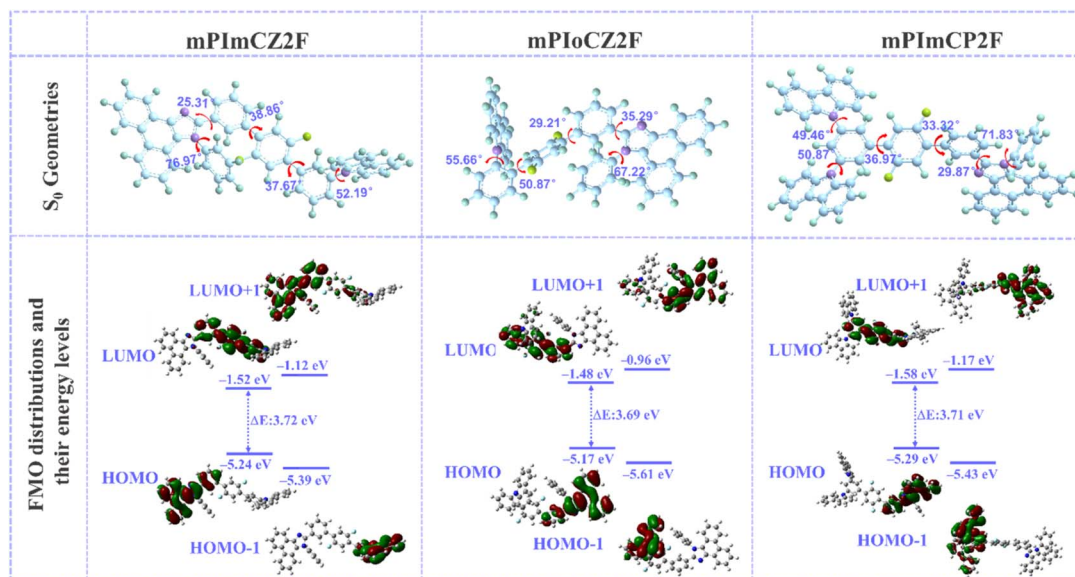 mPImCZ2F
mPIoCZ2F
mPImCP2F
S0 Geometries
25.31
38.86°
76.97°
37.67°
52.19°
55.66°
29.21°
35.29°
50.87°
67.22°
49.46°
33.32°
71.83
50.87
36.97°
29.87°
FMO distributions and
their energy levels
LUMO+1
LUMO
−1.12 eV
−1.52 eV
ΔE:3.72 eV
HOMO
−5.24 eV
−5.39 eV
HOMO-1
LUMO+1
LUMO
−0.96 eV
−1.48 eV
ΔE:3.69 eV
HOMO
−5.17 eV
−5.61 eV
HOMO-1
LUMO+1
LUMO
−1.17 eV
−1.58 eV
ΔE:3.71 eV
HOMO
−5.29 eV
−5.43 eV
HOMO-1